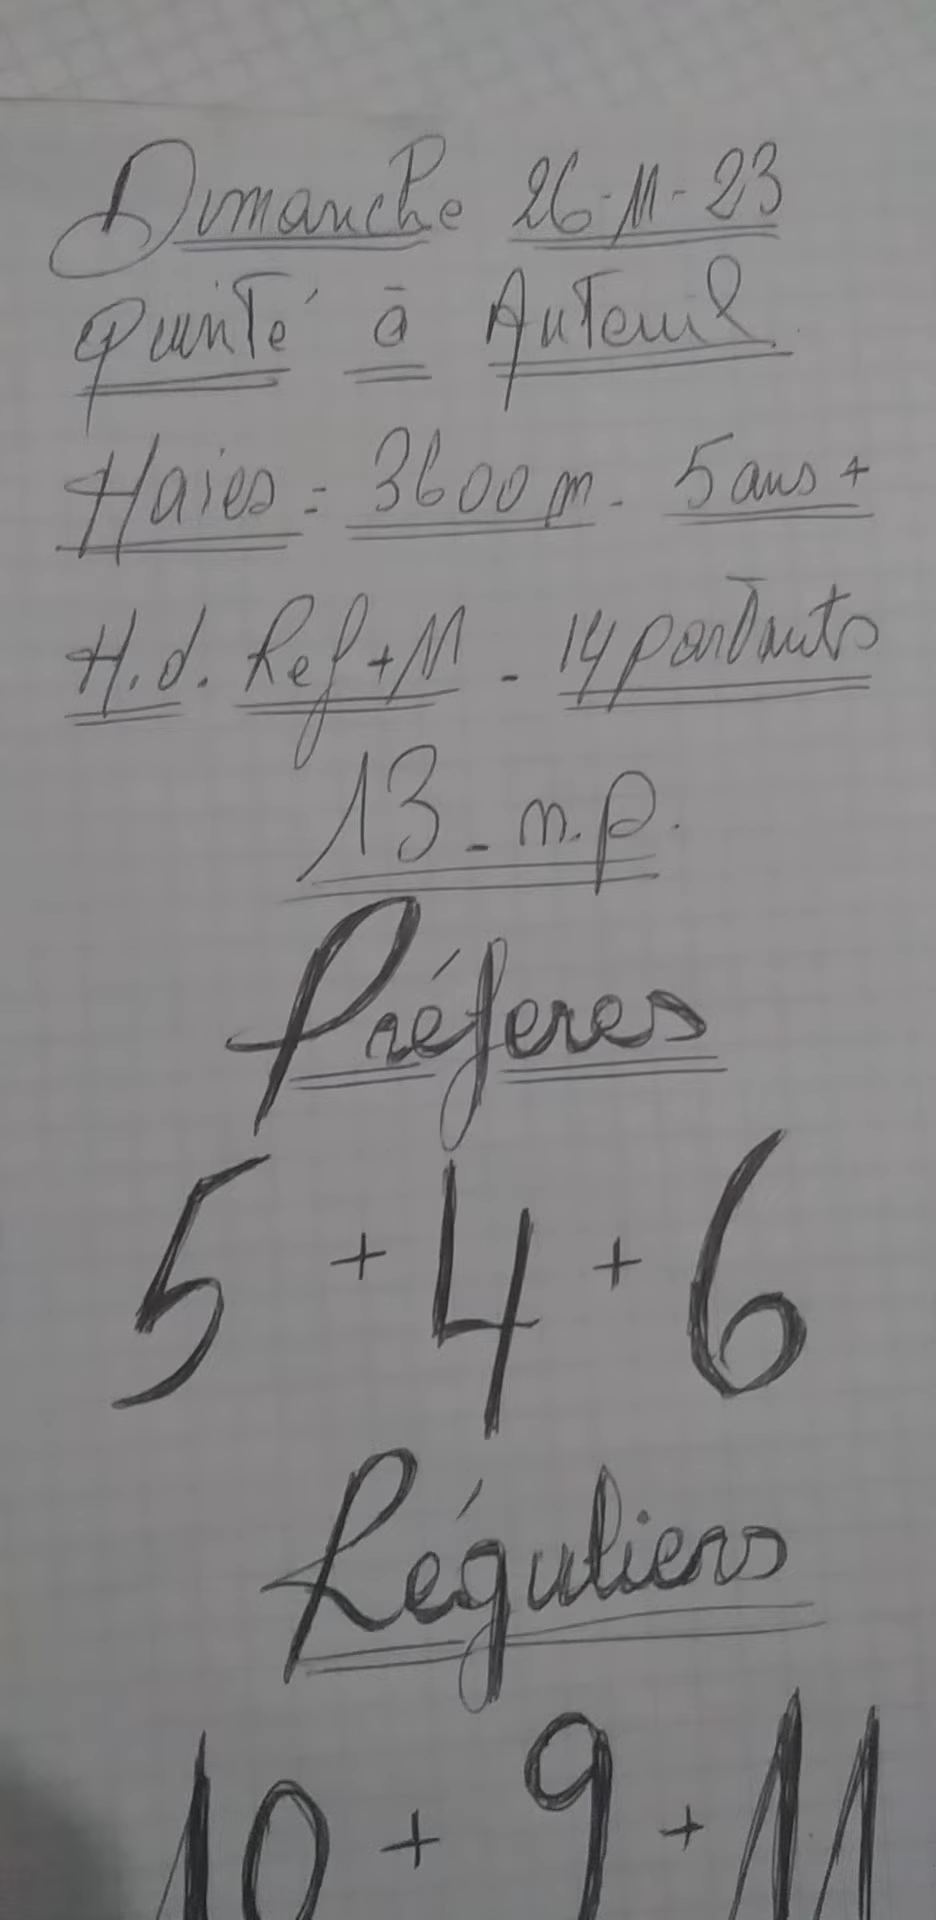 Dimanche 26-11-23
Quinté à Auteuil
Haies = 3600 m - 5 ans +
H.d. Ref + 11 - 14 partants
13 - n.p.
Préferes
5 + 4 + 6
Réguliers
10 + 9 + 11